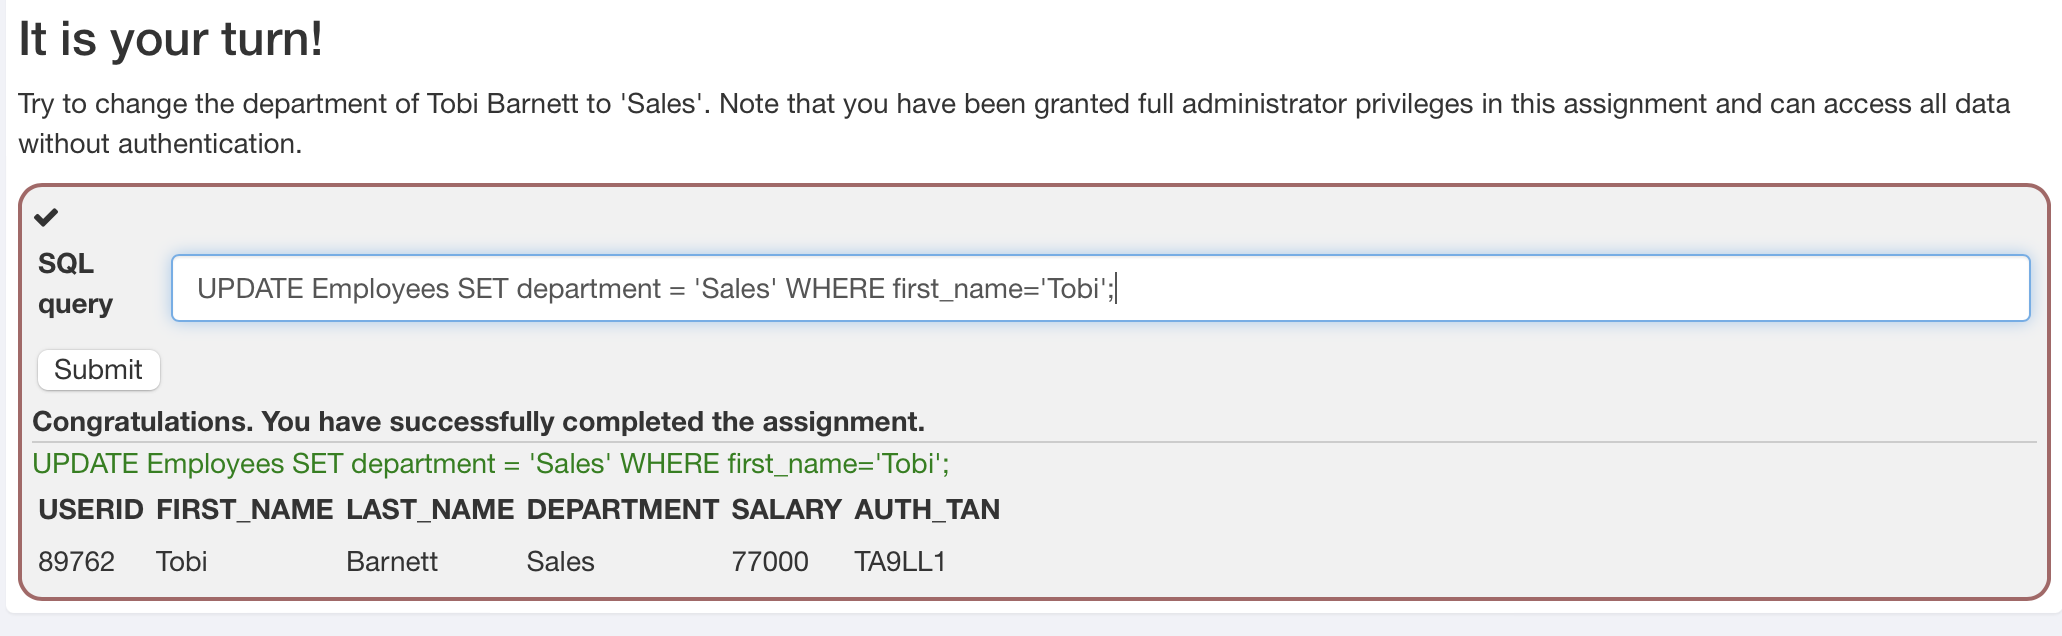 It is your turn!
Try to change the department of Tobi Barnett to 'Sales'. Note that you have been granted full administrator privileges in this assignment and can access all data
without authentication.
SQL
query
UPDATE Employees SET department = 'Sales' WHERE first_name='Tobi';
Submit
Congratulations. You have successfully completed the assignment.
UPDATE Employees SET department = 'Sales' WHERE first_name='Tobi';
USERID FIRST_NAME LAST_NAME DEPARTMENT SALARY AUTH_TAN
89762 Tobi Barnett Sales 77000 TA9LL1